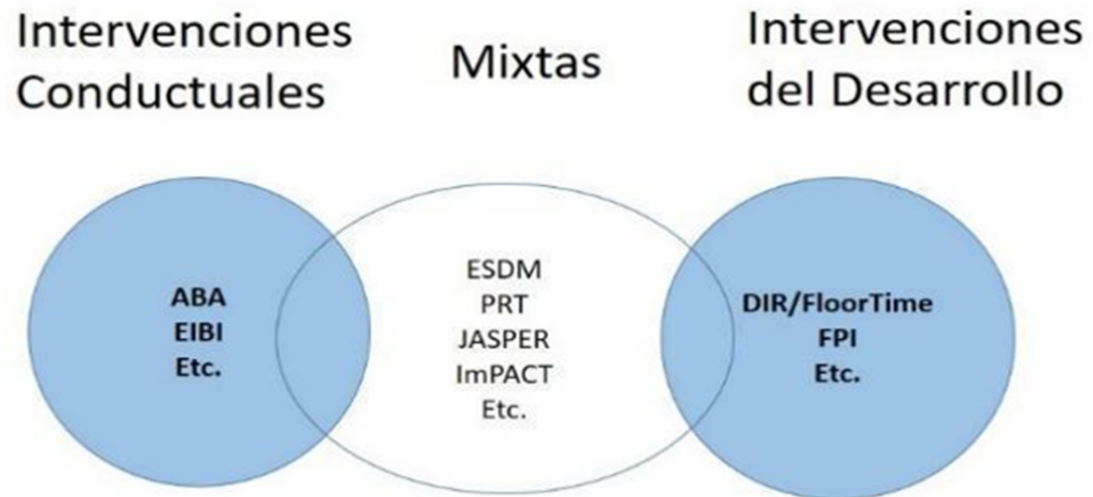 Intervenciones
Conductuales
Mixtas
Intervenciones
del Desarrollo
ABA
EIBI
Etc.
ESDM
PRT
JASPER
ImPACT
Etc.
DIR/FloorTime
FPI
Etc.